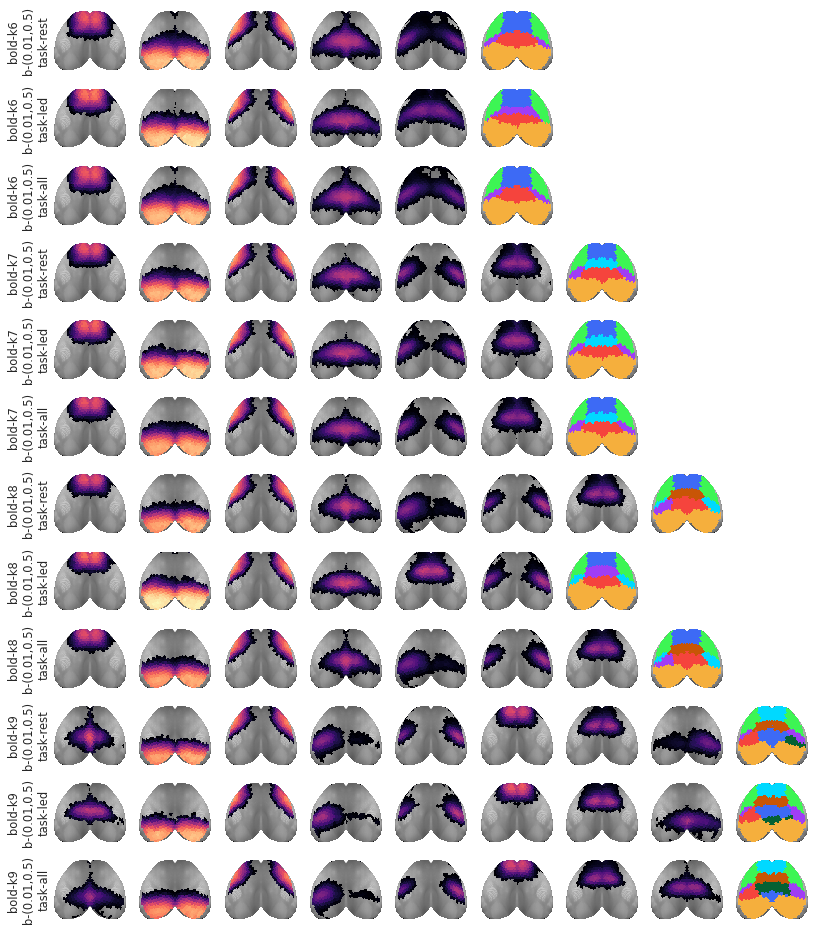 bold-k6
b-(0.01,0.5)
task-rest
bold-k6
b-(0.01,0.5)
task-led
bold-k6
b-(0.01,0.5)
task-all
bold-k7
b-(0.01,0.5)
task-rest
bold-k7
b-(0.01,0.5)
task-led
bold-k7
b-(0.01,0.5)
task-all
bold-k8
b-(0.01,0.5)
task-rest
bold-k8
b-(0.01,0.5)
task-led
bold-k8
b-(0.01,0.5)
task-all
bold-k9
b-(0.01,0.5)
task-rest
bold-k9
b-(0.01,0.5)
task-led
bold-k9
b-(0.01,0.5)
task-all